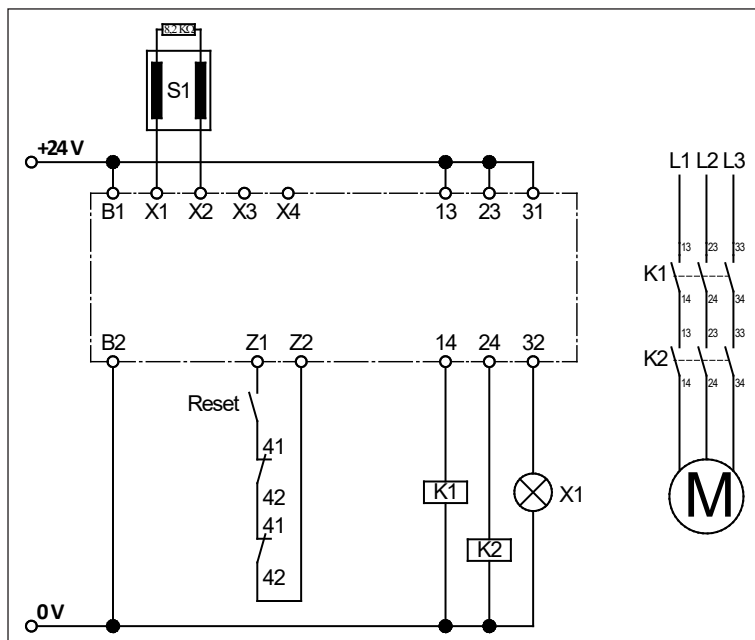 8,2 KΩ
S1
+24 V
B1 X1 X2 X3 X4 13 23 31
B2 Z1 Z2 14 24 32
Reset
41
42
41
42
K1
K2
X1
0 V
L1 L2 L3
13 23 33
K1
14 24 34
13 23 33
K2
14 24 34
M